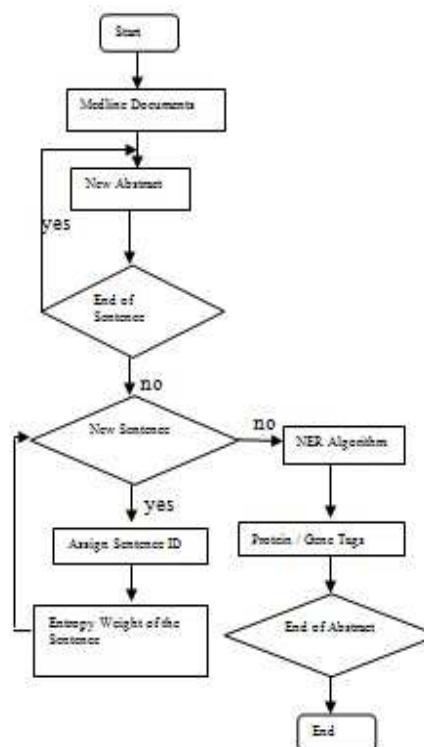 Start
Medline Documents
New Abstract
yes
End of
Sentence
no
New Sentence
no
NER Algorithm
yes
Assign Sentence ID
Protein / Gene Tags
Entropy Weight of the
Sentence
End of Abstract
End